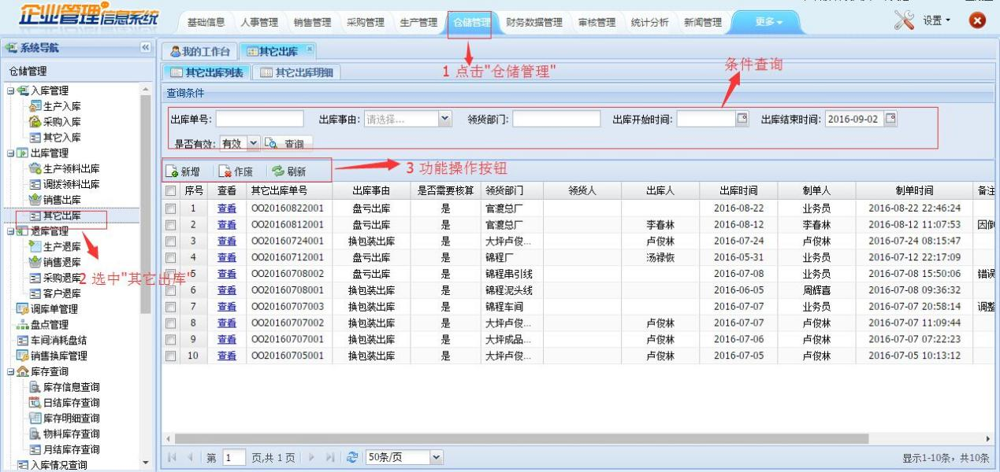 企业管理信息系统
基础信息 人事管理 销售管理 采购管理 生产管理 仓储管理 财务数据管理 审核管理 统计分析 新闻管理 更多 设置
系统导航
仓储管理
入库管理
生产入库
采购入库
其它入库
出库管理
生产领料出库
调拨领料出库
销售出库
其它出库
退库管理
生产退库
销售退库
采购退库
客户退库
调库单管理
盘点管理
车间消耗盘结
销售换库管理
库存查询
库存信息查询
日结库存查询
库存明细查询
物料库存查询
月结库存查询
入库情况查询
1 点击"仓储管理"
2 选中"其它出库"
我的工作台 其它出库
其它出库列表 其它出库明细
条件查询
查询条件
出库单号: 出库事由: 请选择... 领货部门: 出库开始时间: 出库结束时间: 2016-09-02
是否有效: 有效 查询
新增 作废 刷新
3 功能操作按钮
序号 查看 其它出库单号 出库事由 是否需要核算 领货部门 领货人 出库人 出库时间 制单人 制单时间 备注
1 查看 OO20160822001 盘亏出库 是 官渡总厂 2016-08-22 业务员 2016-08-22 22:46:24
2 查看 OO20160812001 盘亏出库 是 官渡总厂 李春林 2016-08-12 李春林 2016-08-12 11:07:53 因倒
3 查看 OO20160724001 换包装出库 是 大坪卢俊... 卢俊林 2016-07-24 卢俊林 2016-07-24 08:15:47
4 查看 OO20160712001 盘亏出库 是 锦程厂 汤禄恢 2016-05-31 业务员 2016-07-12 22:17:09
5 查看 OO20160708002 盘亏出库 是 锦程串引线 2016-07-08 业务员 2016-07-08 15:50:06 错误
6 查看 OO20160708001 换包装出库 是 锦程泥头线 2016-06-05 周辉喜 2016-07-08 09:36:32
7 查看 OO20160707003 换包装出库 是 锦程车间 2016-07-07 业务员 2016-07-07 20:58:14 调整
8 查看 OO20160707002 换包装出库 是 大坪卢俊... 卢俊林 2016-07-07 卢俊林 2016-07-07 11:09:44
9 查看 OO20160707001 换包装出库 是 大坪成品... 卢俊林 2016-07-06 卢俊林 2016-07-07 07:22:23
10 查看 OO20160705001 换包装出库 是 大坪卢俊... 卢俊林 2016-07-05 卢俊林 2016-07-05 10:13:12
第 1 页,共 1 页 50条/页 显示1-10条，共10条